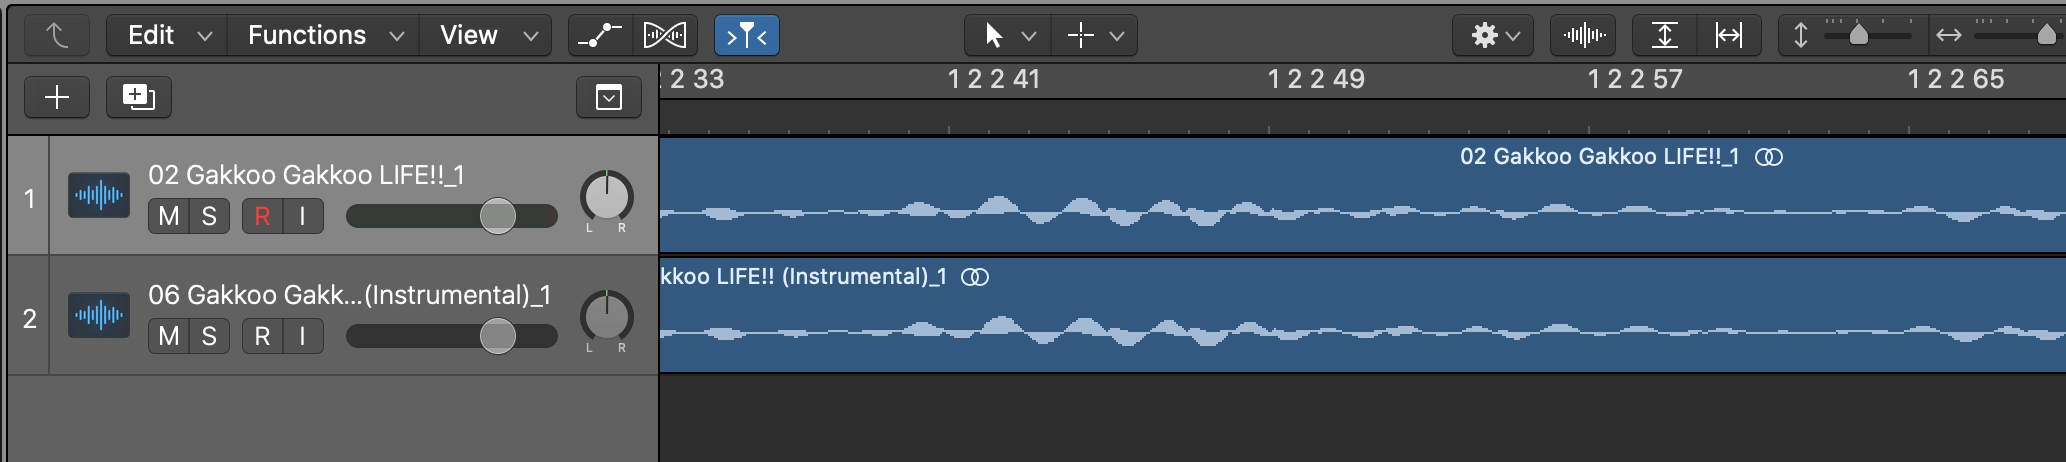 Edit Functions View
2 33 1 2 2 41 1 2 2 49 1 2 2 57 1 2 2 65
1 02 Gakkoo Gakkoo LIFE!!_1
M S R I L R
02 Gakkoo Gakkoo LIFE!!_1
2 06 Gakkoo Gakk...(Instrumental)_1
M S R I L R
kkoo LIFE!! (Instrumental)_1